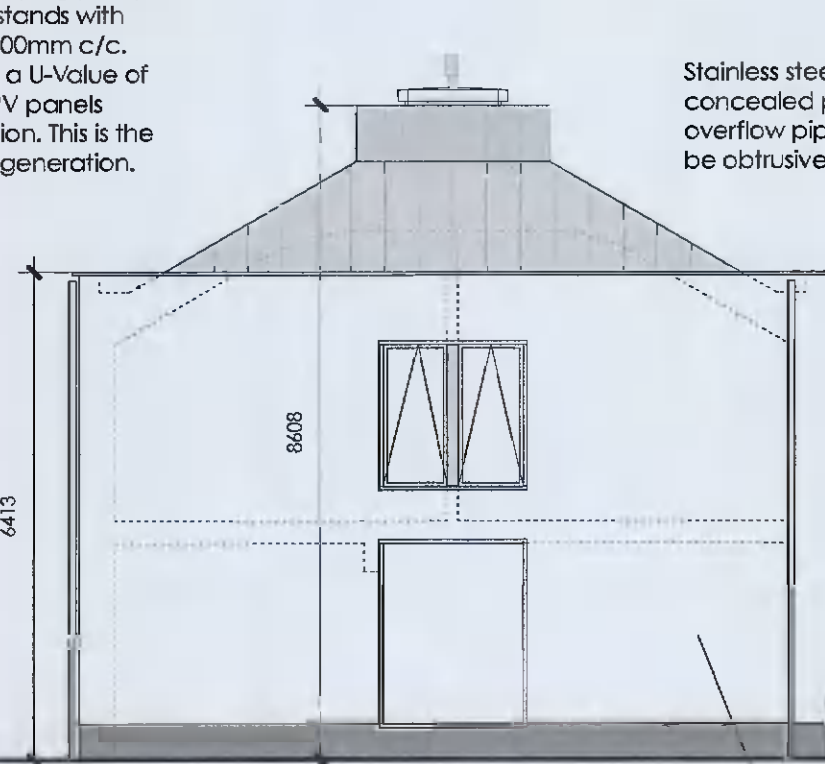 stands with
00mm c/c.
a U-Value of
PV panels
ion. This is the
generation.
Stainless stee
concealed p
overflow pip
be obtrusive
8608
6413